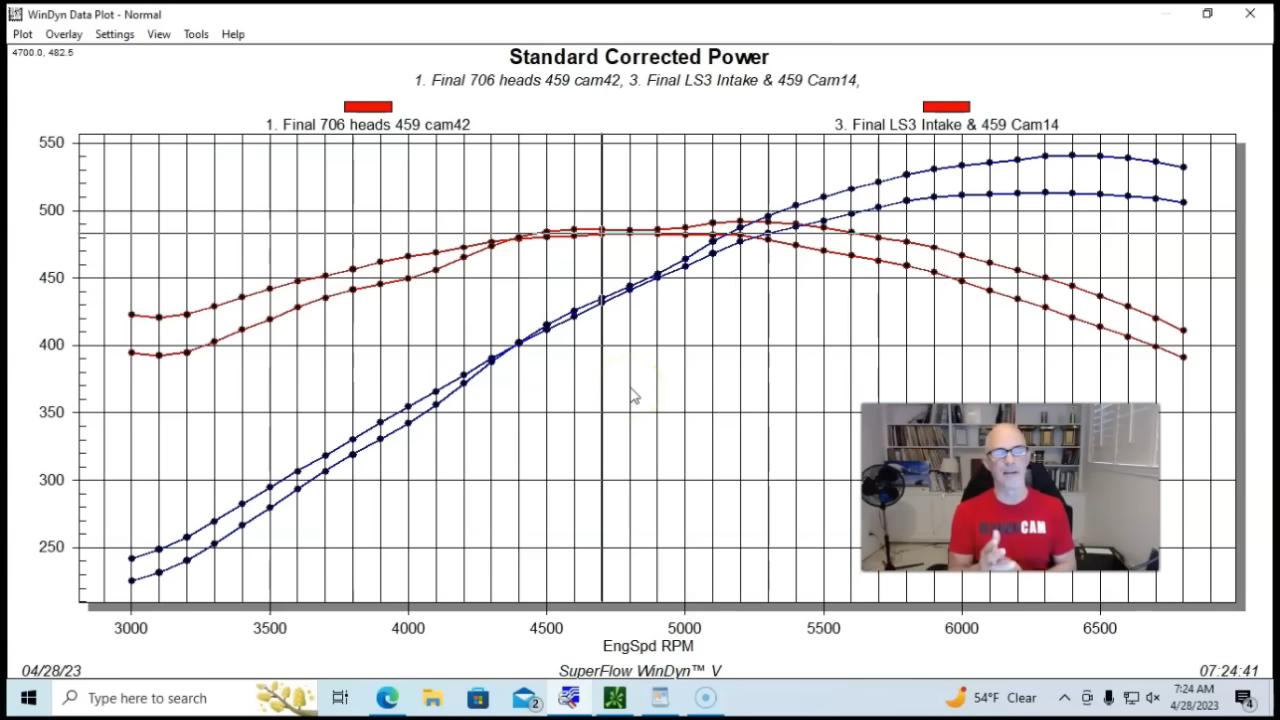 WinDyn Data Plot - Normal
Plot Overlay Settings View Tools Help
4700.0, 482.5
Standard Corrected Power
1. Final 706 heads 459 cam42, 3. Final LS3 Intake & 459 Cam14,
1. Final 706 heads 459 cam42
3. Final LS3 Intake & 459 Cam14
550
500
450
400
350
300
250
3000 3500 4000 4500 5000 5500 6000 6500
EngSpd RPM
04/28/23
SuperFlow WinDyn™ V
07:24:41
Type here to search
2
54°F Clear
7:24 AM
4/28/2023
4
CAM